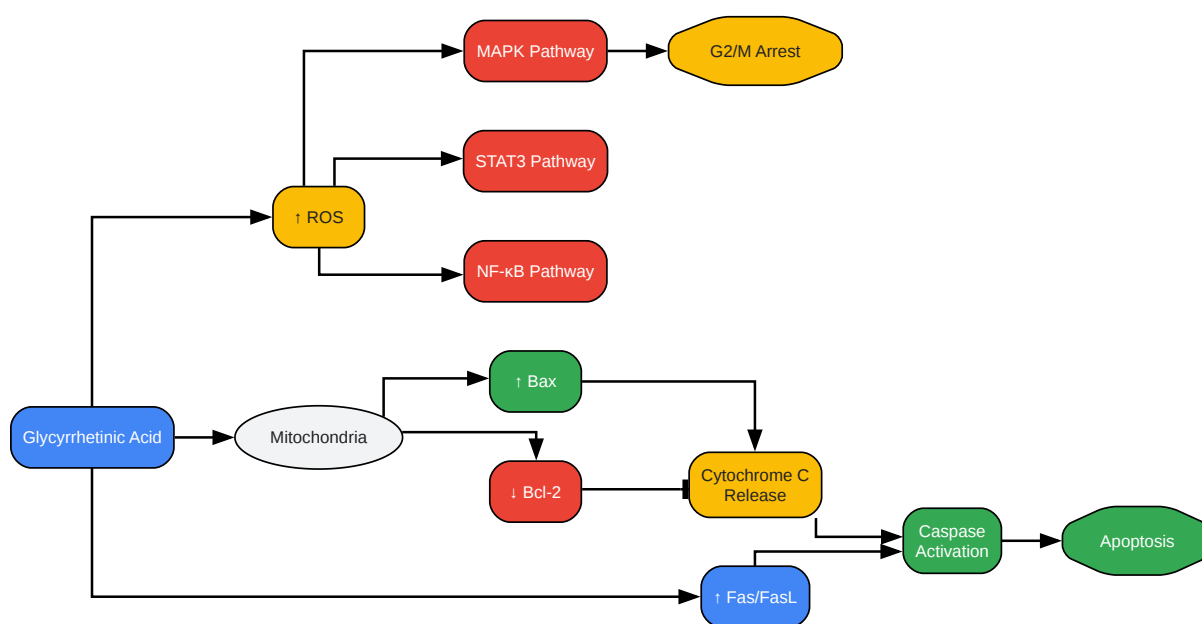 MAPK Pathway
G2/M Arrest
STAT3 Pathway
↑ ROS
NF-κB Pathway
↑ Bax
Glycyrrhetinic Acid
Mitochondria
Cytochrome C
Release
↓ Bcl-2
Caspase
Activation
Apoptosis
↑ Fas/FasL